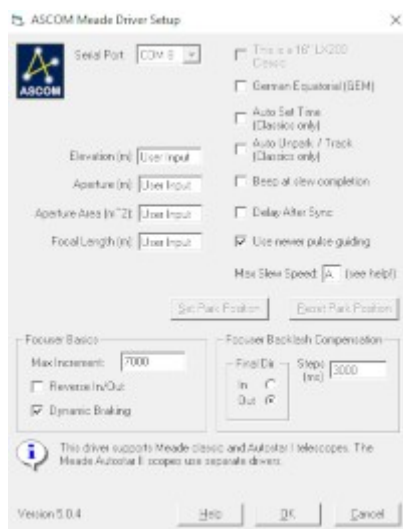 ASCOM Meade Driver Setup
ASCOM
Serial Port COM 8
This is a 16" LX200 Classic
German Equatorial (GEM)
Auto Set Time (Classics only)
Auto Unpark / Track (Classics only)
Elevation (m) User Input
Beep at slew completion
Aperture (m) User Input
Aperture Area (m^2) User Input
Delay After Sync
Focal Length (m) User Input
Use newer pulse guiding
Max Slew Speed: A (see help!)
Set Park Position
Reset Park Position
Focuser Basics
Max Increment: 7000
Reverse In/Out
Dynamic Braking
Focuser Backlash Compensation
Final Dir
In
Out
Steps (ms) 3000
This driver supports Meade classic and Autostar I telescopes. The
Meade Autostar II scopes use separate drivers.
Version 5.0.4
Help
OK
Cancel